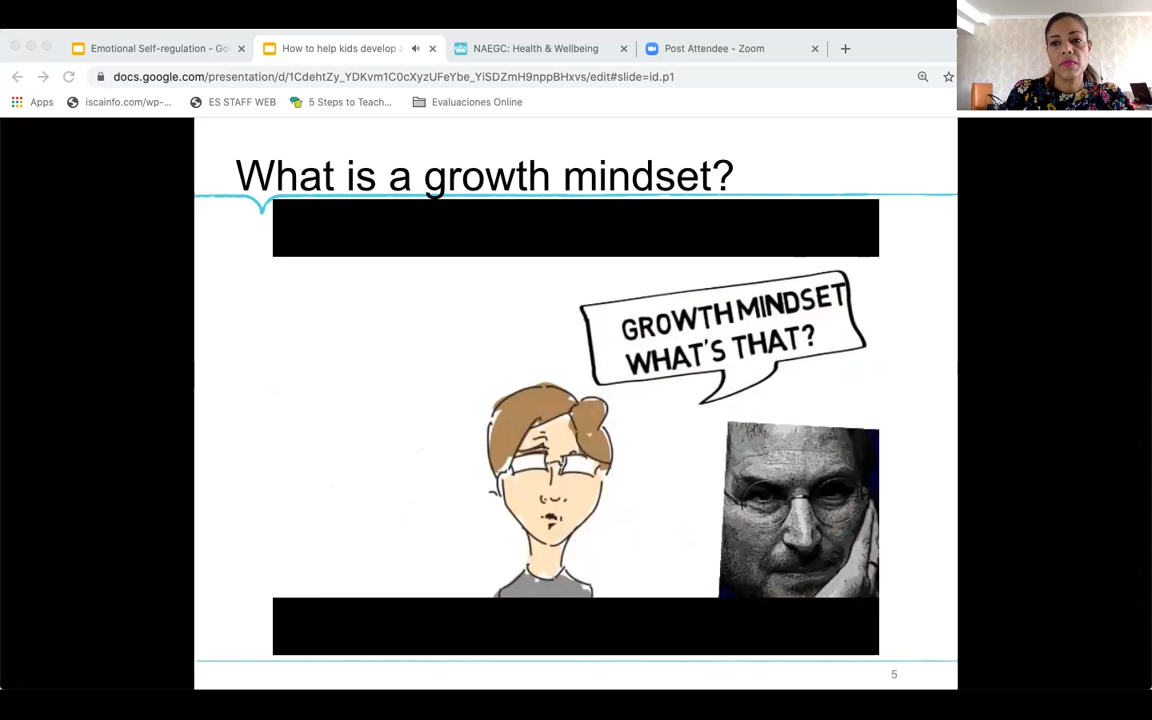 Emotional Self-regulation - Go
How to help kids develop a
NAEGC: Health & Wellbeing
Post Attendee - Zoom
docs.google.com/presentation/d/1CdehtZy_YDKvm1C0cXyzUFeYbe_YiSDZmH9nppBHxvs/edit#slide=id.p1
Apps
iscainfo.com/wp-...
ES STAFF WEB
5 Steps to Teach...
Evaluaciones Online
What is a growth mindset?
GROWTH MINDSET
WHAT'S THAT?
5